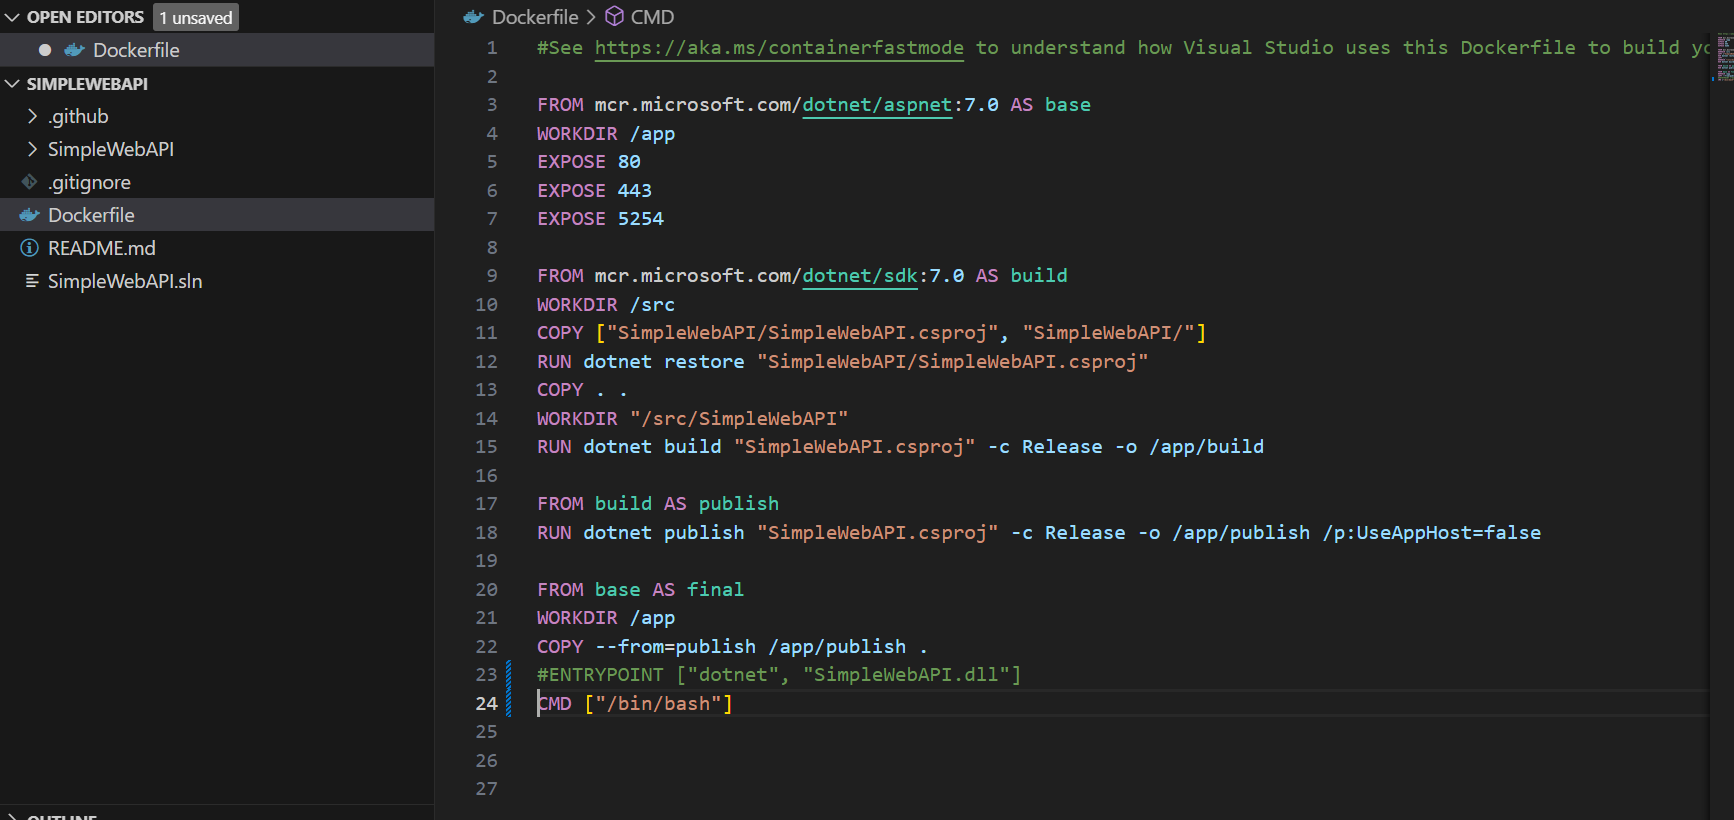 OPEN EDITORS 1 unsaved
Dockerfile
SIMPLEWEBAPI
.github
SimpleWebAPI
.gitignore
Dockerfile
README.md
SimpleWebAPI.sln
OUTLINE
Dockerfile > CMD
1 #See https://aka.ms/containerfastmode to understand how Visual Studio uses this Dockerfile to build
2
3 FROM mcr.microsoft.com/dotnet/aspnet:7.0 AS base
4 WORKDIR /app
5 EXPOSE 80
6 EXPOSE 443
7 EXPOSE 5254
8
9 FROM mcr.microsoft.com/dotnet/sdk:7.0 AS build
10 WORKDIR /src
11 COPY ["SimpleWebAPI/SimpleWebAPI.csproj", "SimpleWebAPI/"]
12 RUN dotnet restore "SimpleWebAPI/SimpleWebAPI.csproj"
13 COPY . .
14 WORKDIR "/src/SimpleWebAPI"
15 RUN dotnet build "SimpleWebAPI.csproj" -c Release -o /app/build
16
17 FROM build AS publish
18 RUN dotnet publish "SimpleWebAPI.csproj" -c Release -o /app/publish /p:UseAppHost=false
19
20 FROM base AS final
21 WORKDIR /app
22 COPY --from=publish /app/publish .
23 #ENTRYPOINT ["dotnet", "SimpleWebAPI.dll"]
24 CMD ["/bin/bash"]
25
26
27